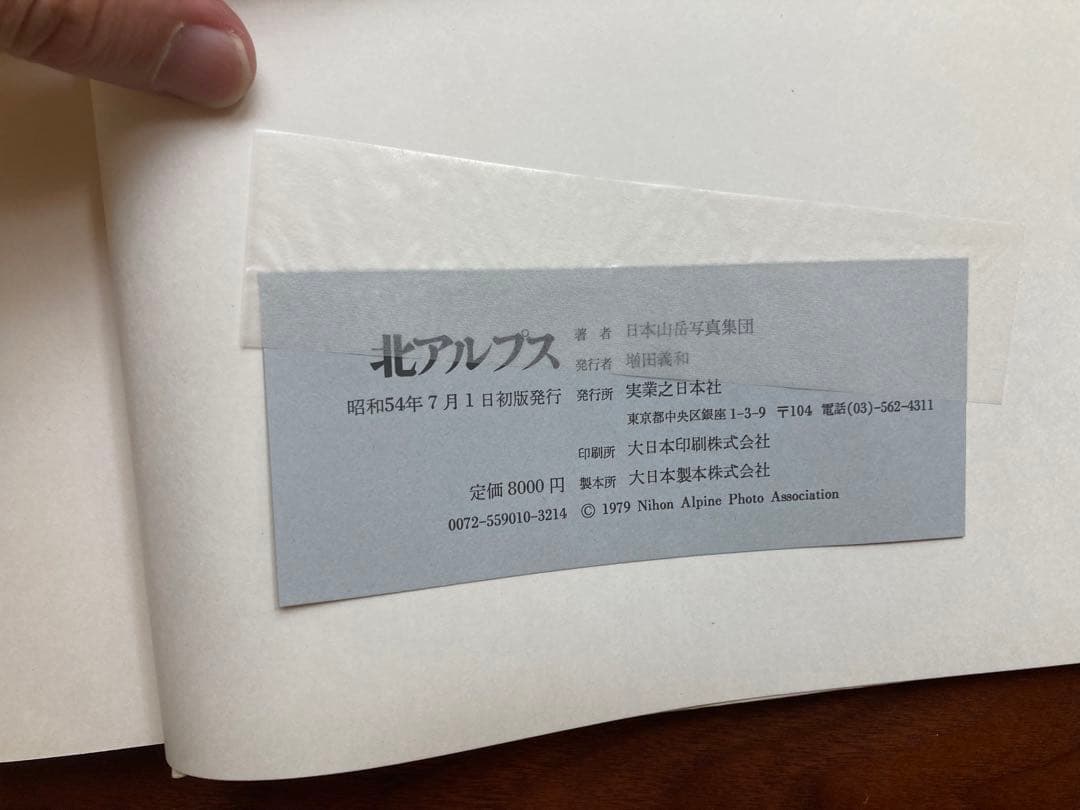 北アルプス
昭和54年7月1日初版発行
定価8000円
0072-559010-3214
著者 日本山岳写真集団
発行者 増田義和
発行所 実業之日本社
東京都中央区銀座1-3-9 〒104 電話(03)-562-4311
印刷所 大日本印刷株式会社
製本所 大日本製本株式会社
© 1979 Nihon Alpine Photo Association